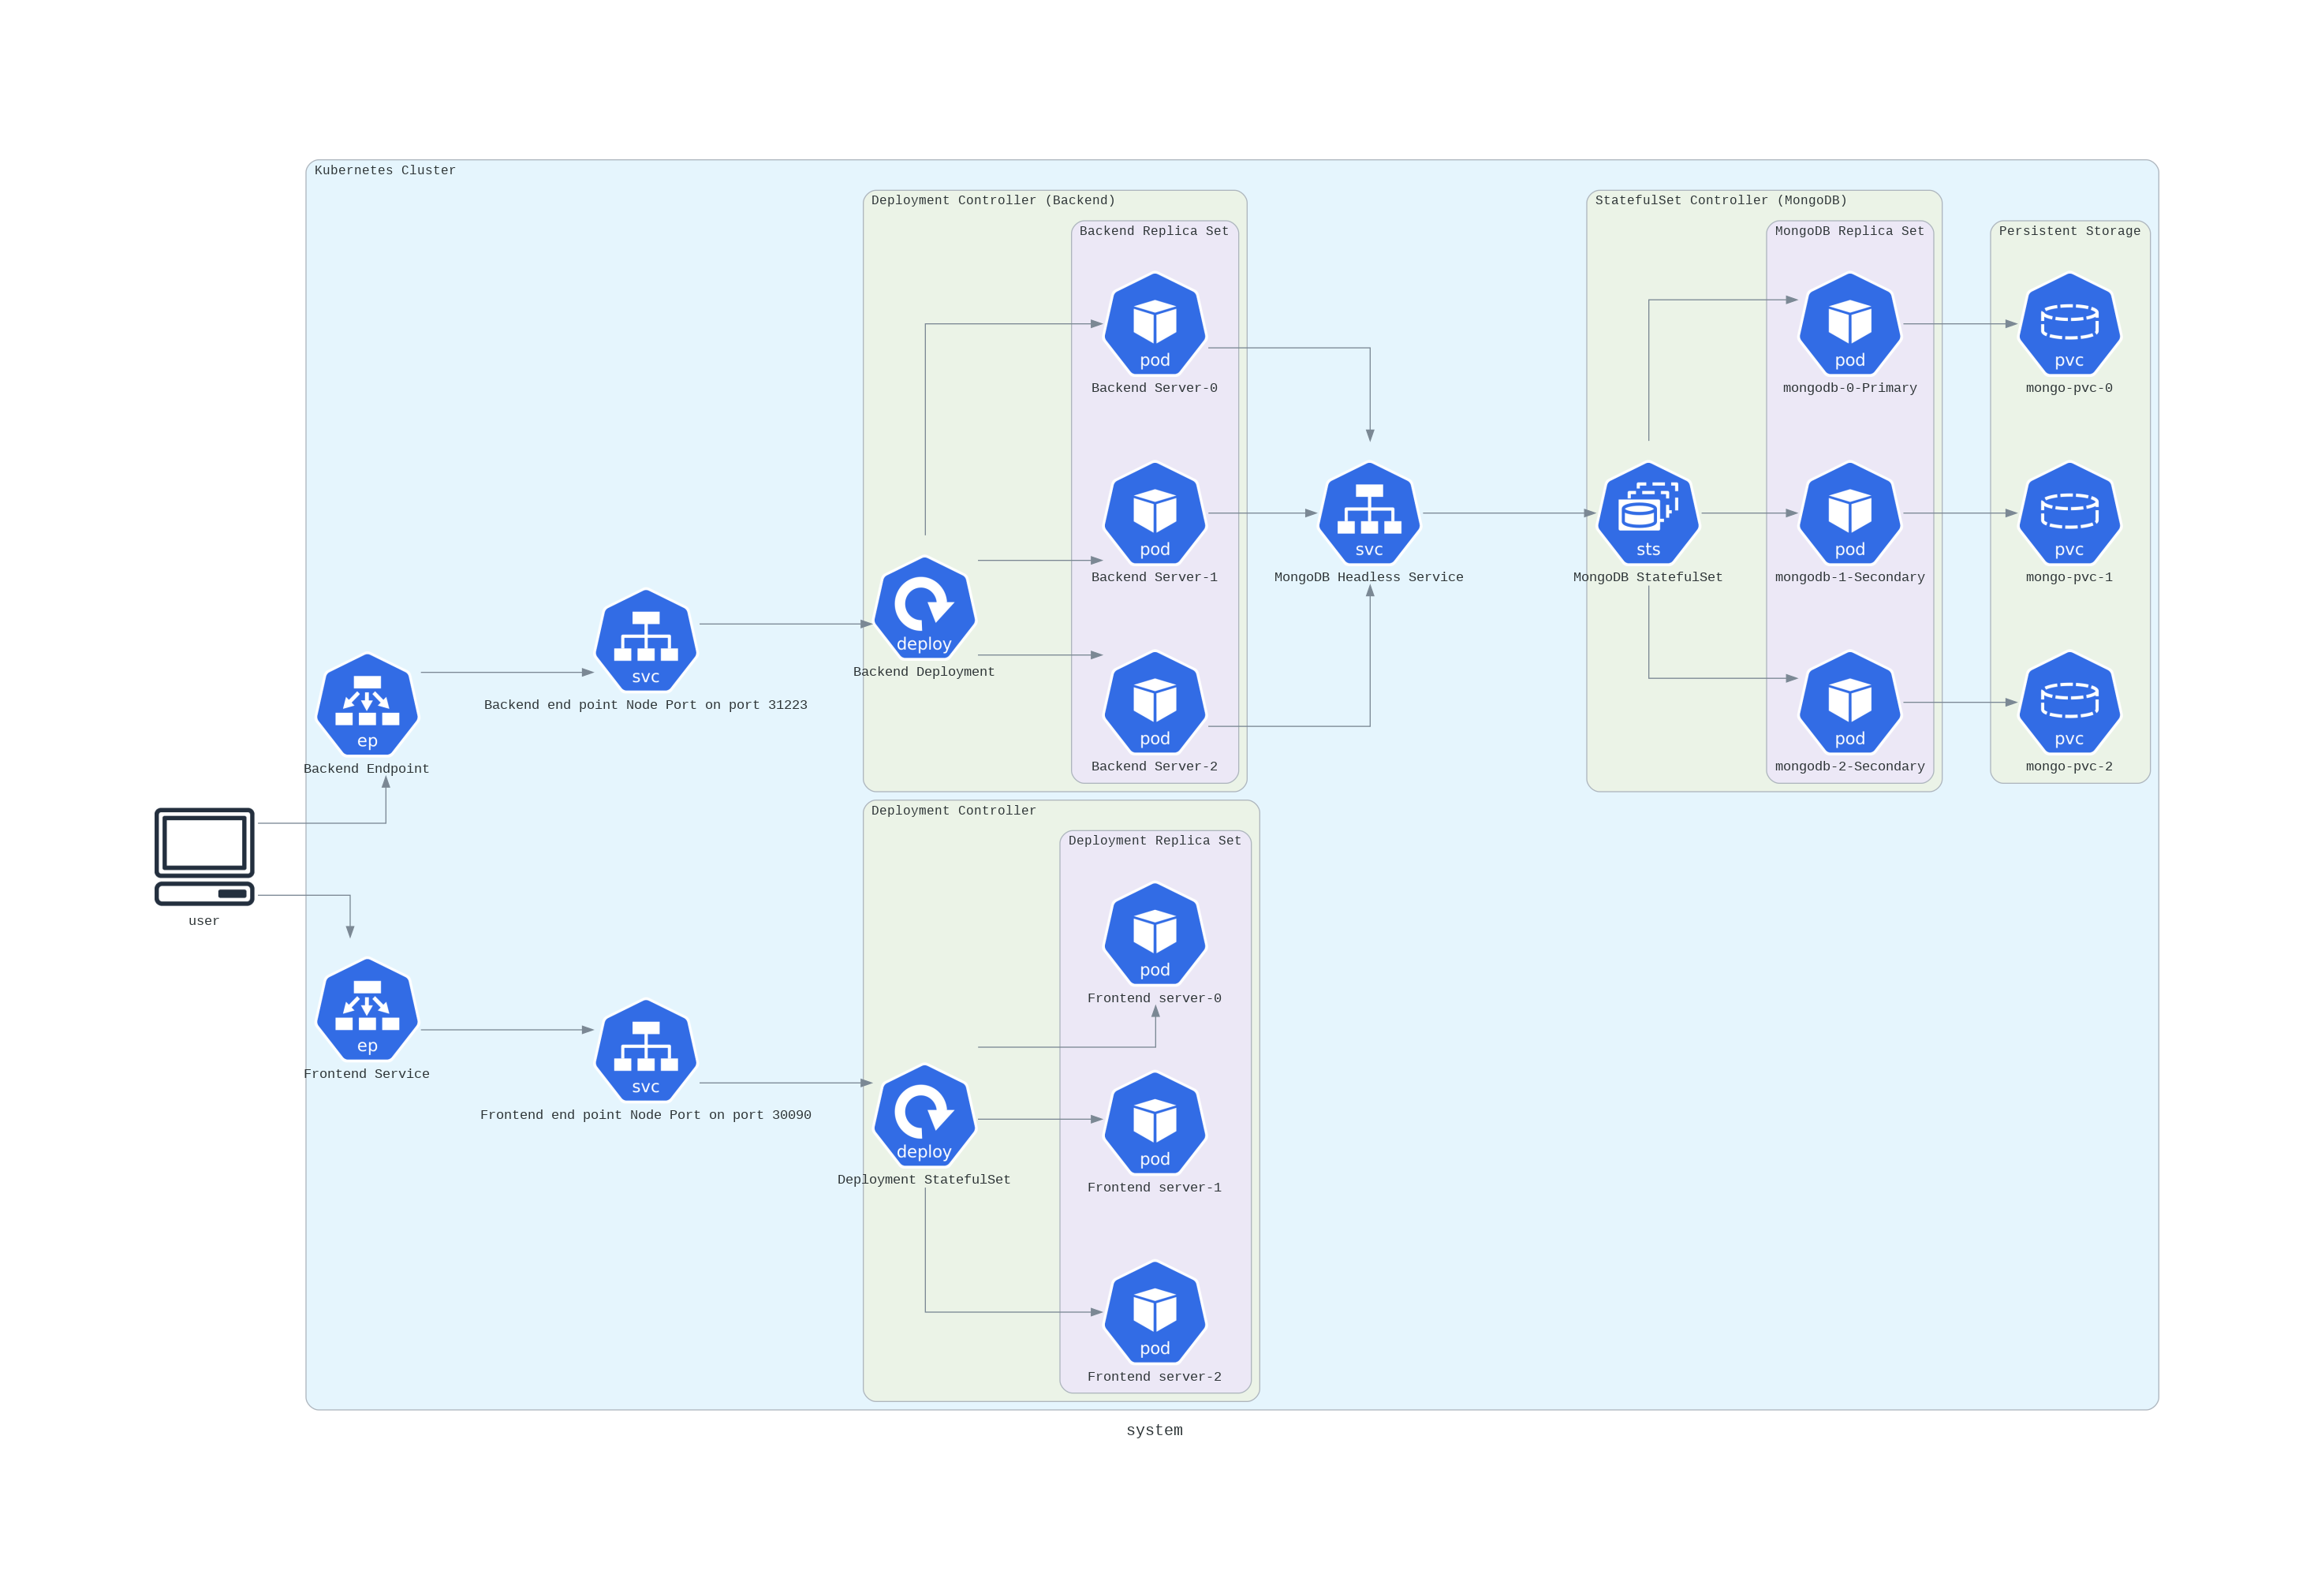 Kubernetes Cluster
Deployment Controller (Backend)
Backend Replica Set
pod
Backend Server-0
pod
Backend Server-1
pod
Backend Server-2
deploy
Backend Deployment
svc
Backend end point Node Port on port 31223
ep
Backend Endpoint
svc
MongoDB Headless Service
StatefulSet Controller (MongoDB)
sts
MongoDB StatefulSet
MongoDB Replica Set
pod
mongodb-0-Primary
pod
mongodb-1-Secondary
pod
mongodb-2-Secondary
Persistent Storage
pvc
mongo-pvc-0
pvc
mongo-pvc-1
pvc
mongo-pvc-2
user
ep
Frontend Service
svc
Frontend end point Node Port on port 30090
Deployment Controller
deploy
Deployment StatefulSet
Deployment Replica Set
pod
Frontend server-0
pod
Frontend server-1
pod
Frontend server-2
system